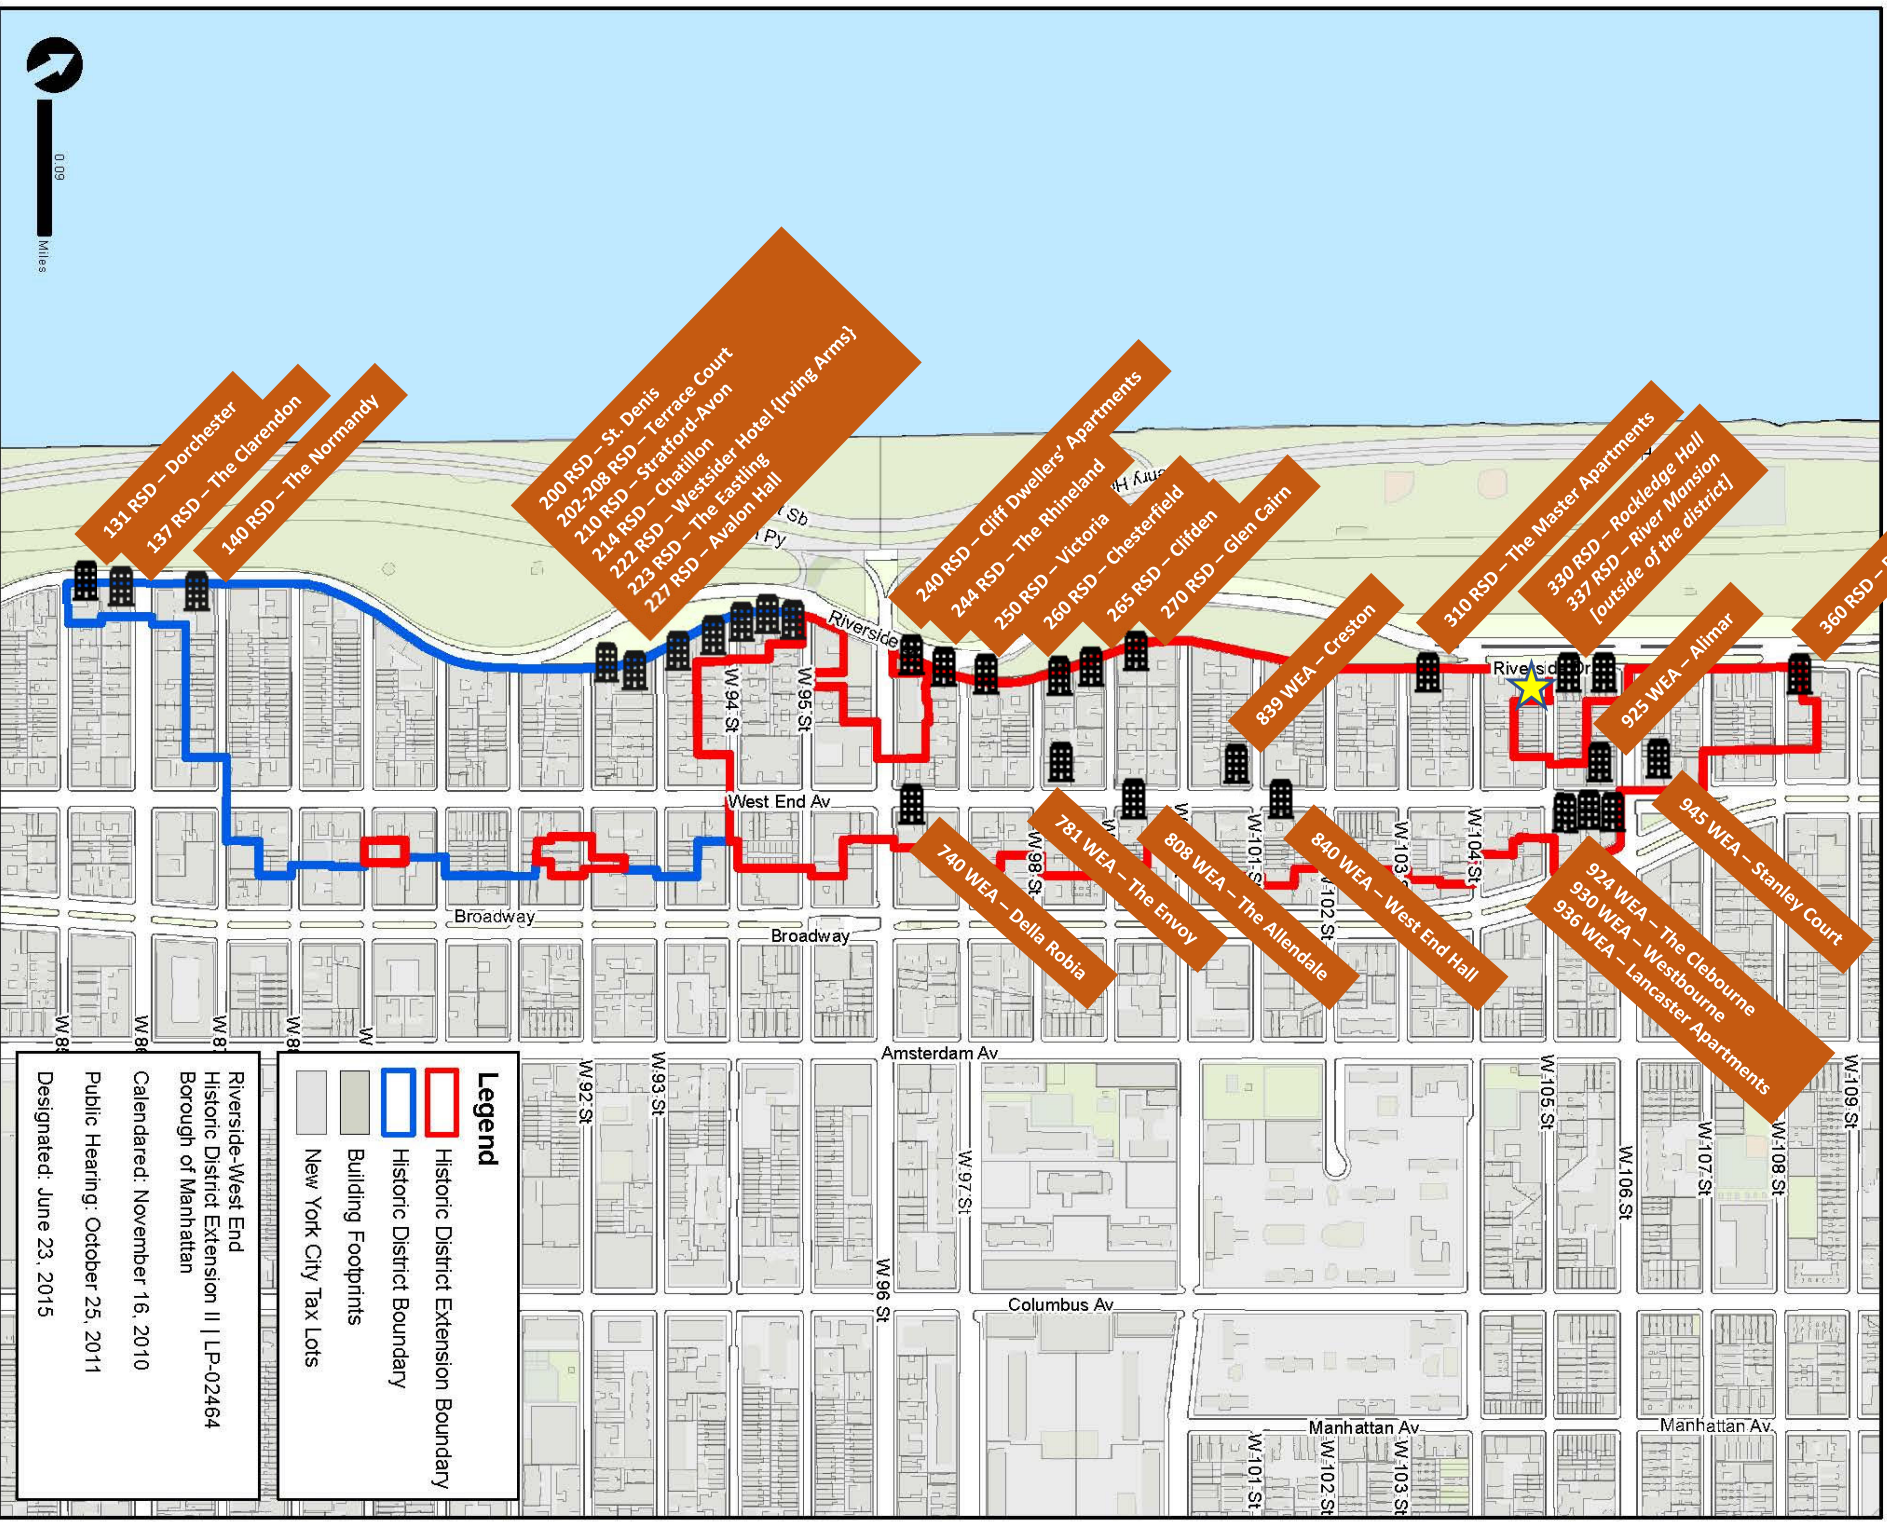 0.09
Miles
131 RSD – Dorchester
137 RSD – The Clarendon
140 RSD – The Normandy
200 RSD – St. Denis
202-208 RSD – Terrace Court
210 RSD – Stratford-Avon
214 RSD – Chatillon
222 RSD – Westsider Hotel {Irving Arms}
223 RSD – The Eastling
227 RSD – Avalon Hall
Sb
Py
240 RSD – Cliff Dwellers' Apartments
244 RSD – The Rhineland
250 RSD – Victoria
260 RSD – Chesterfield
265 RSD – Clifden
270 RSD – Glen Cairn
839 WEA – Creston
310 RSD – The Master Apartments
330 RSD – Rockledge Hall
337 RSD – River Mansion
[outside of the district]
925 WEA – Alimar
360 RSD –
Riverside
Riverside Dr
W 94 St
W 95 St
West End Av
W 98 St
W 101 St
W 102 St
W 103
W 104 St
740 WEA – Della Robia
781 WEA – The Envoy
808 WEA – The Allendale
840 WEA – West End Hall
924 WEA – The Clebourne
930 WEA – Westbourne
936 WEA – Lancaster Apartments
945 WEA – Stanley Court
Broadway
Broadway
Amsterdam Av
W
W 92 St
W 93 St
W 96 St
W 97 St
W 105 St
W 106 St
W 107 St
W 108 St
W 109 St
Columbus Av
Manhattan Av
Manhattan Av
W 101 St
W 102 St
W 103 St
Legend
Historic District Extension Boundary
Historic District Boundary
Building Footprints
New York City Tax Lots
Riverside-West End
Historic District Extension II | LP-02464
Borough of Manhattan
Calendared: November 16, 2010
Public Hearing: October 25, 2011
Designated: June 23, 2015